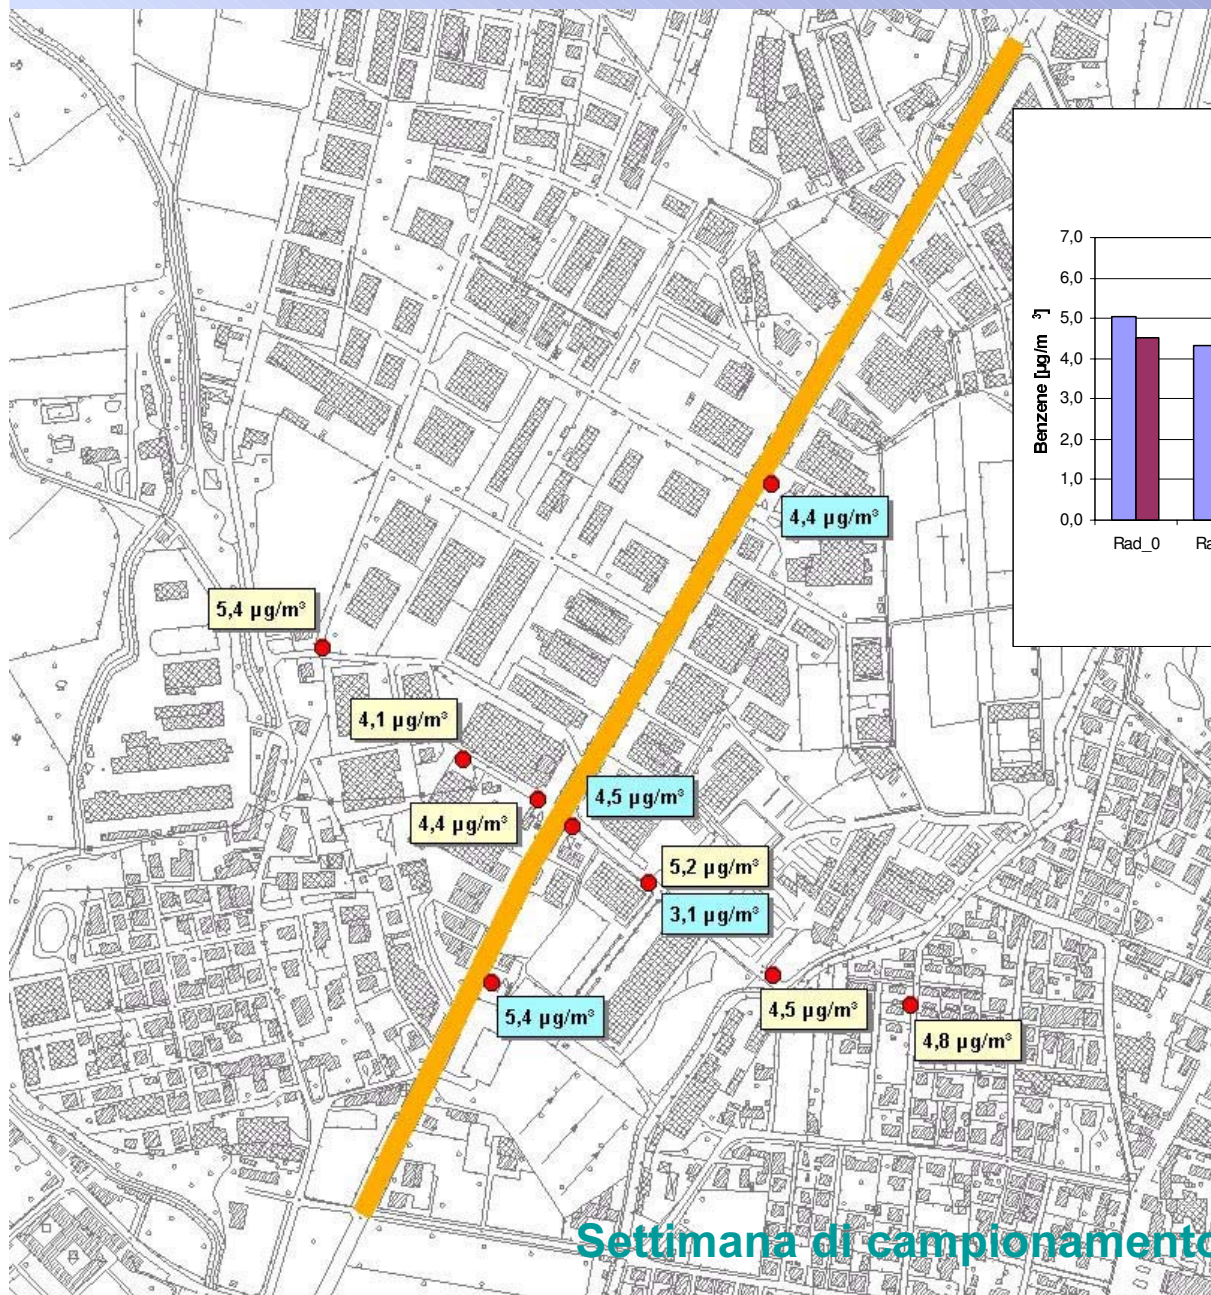 7,0
6,0
5,0
4,0
3,0
2,0
1,0
0,0
Benzene [µg/m ³]
Rad_0
Ra
4,4 µg/m³
5,4 µg/m³
4,1 µg/m³
4,5 µg/m³
4,4 µg/m³
5,2 µg/m³
3,1 µg/m³
5,4 µg/m³
4,5 µg/m³
4,8 µg/m³
Settimana di campionamento